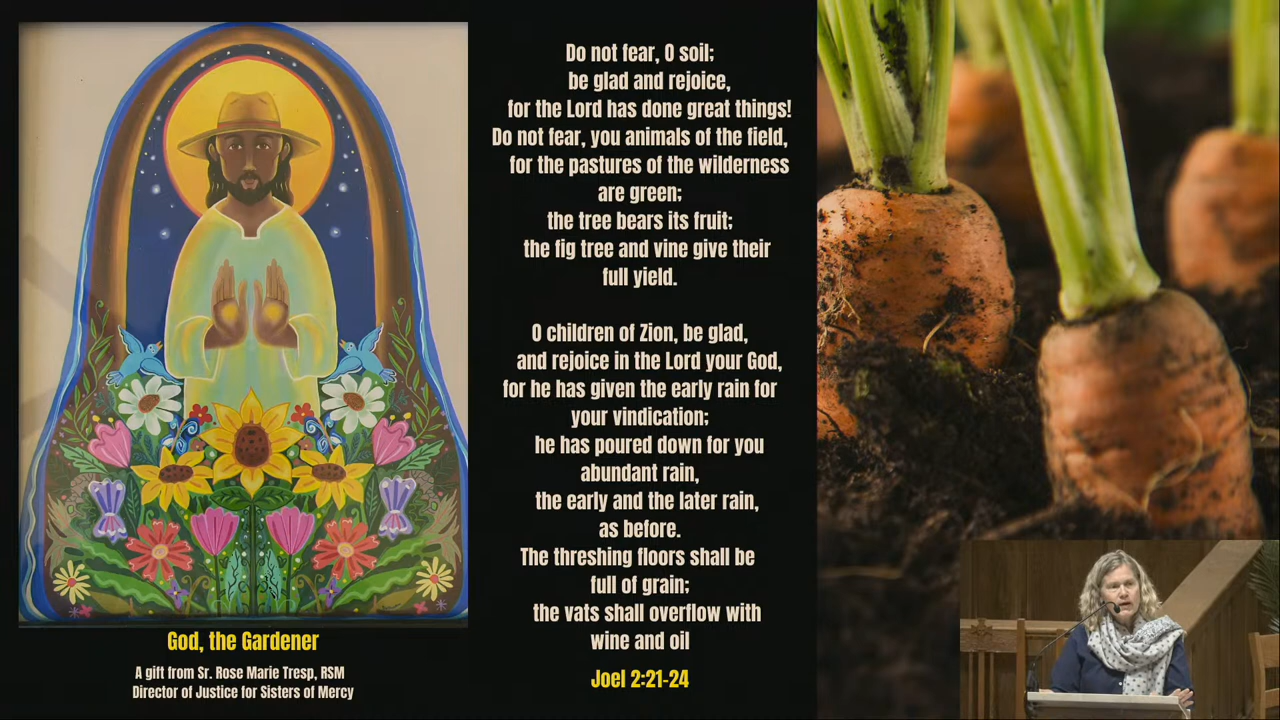 God, the Gardener
A gift from Sr. Rose Marie Tresp, RSM
Director of Justice for Sisters of Mercy
Do not fear, O soil;
be glad and rejoice,
for the Lord has done great things!
Do not fear, you animals of the field,
for the pastures of the wilderness
are green;
the tree bears its fruit;
the fig tree and vine give their
full yield.
O children of Zion, be glad,
and rejoice in the Lord your God,
for he has given the early rain for
your vindication;
he has poured down for you
abundant rain,
the early and the later rain,
as before.
The threshing floors shall be
full of grain;
the vats shall overflow with
wine and oil
Joel 2:21-24